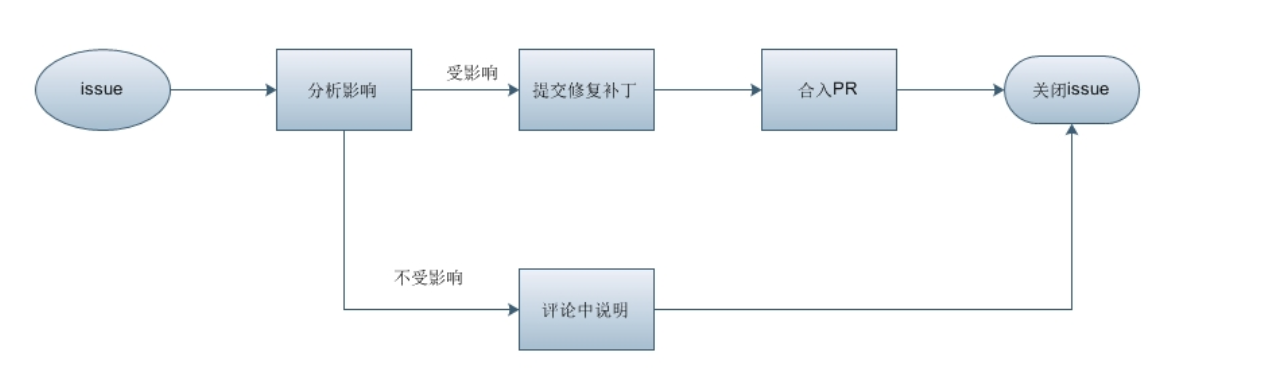 issue
分析影响
受影响
提交修复补丁
合入PR
关闭issue
不受影响
评论中说明